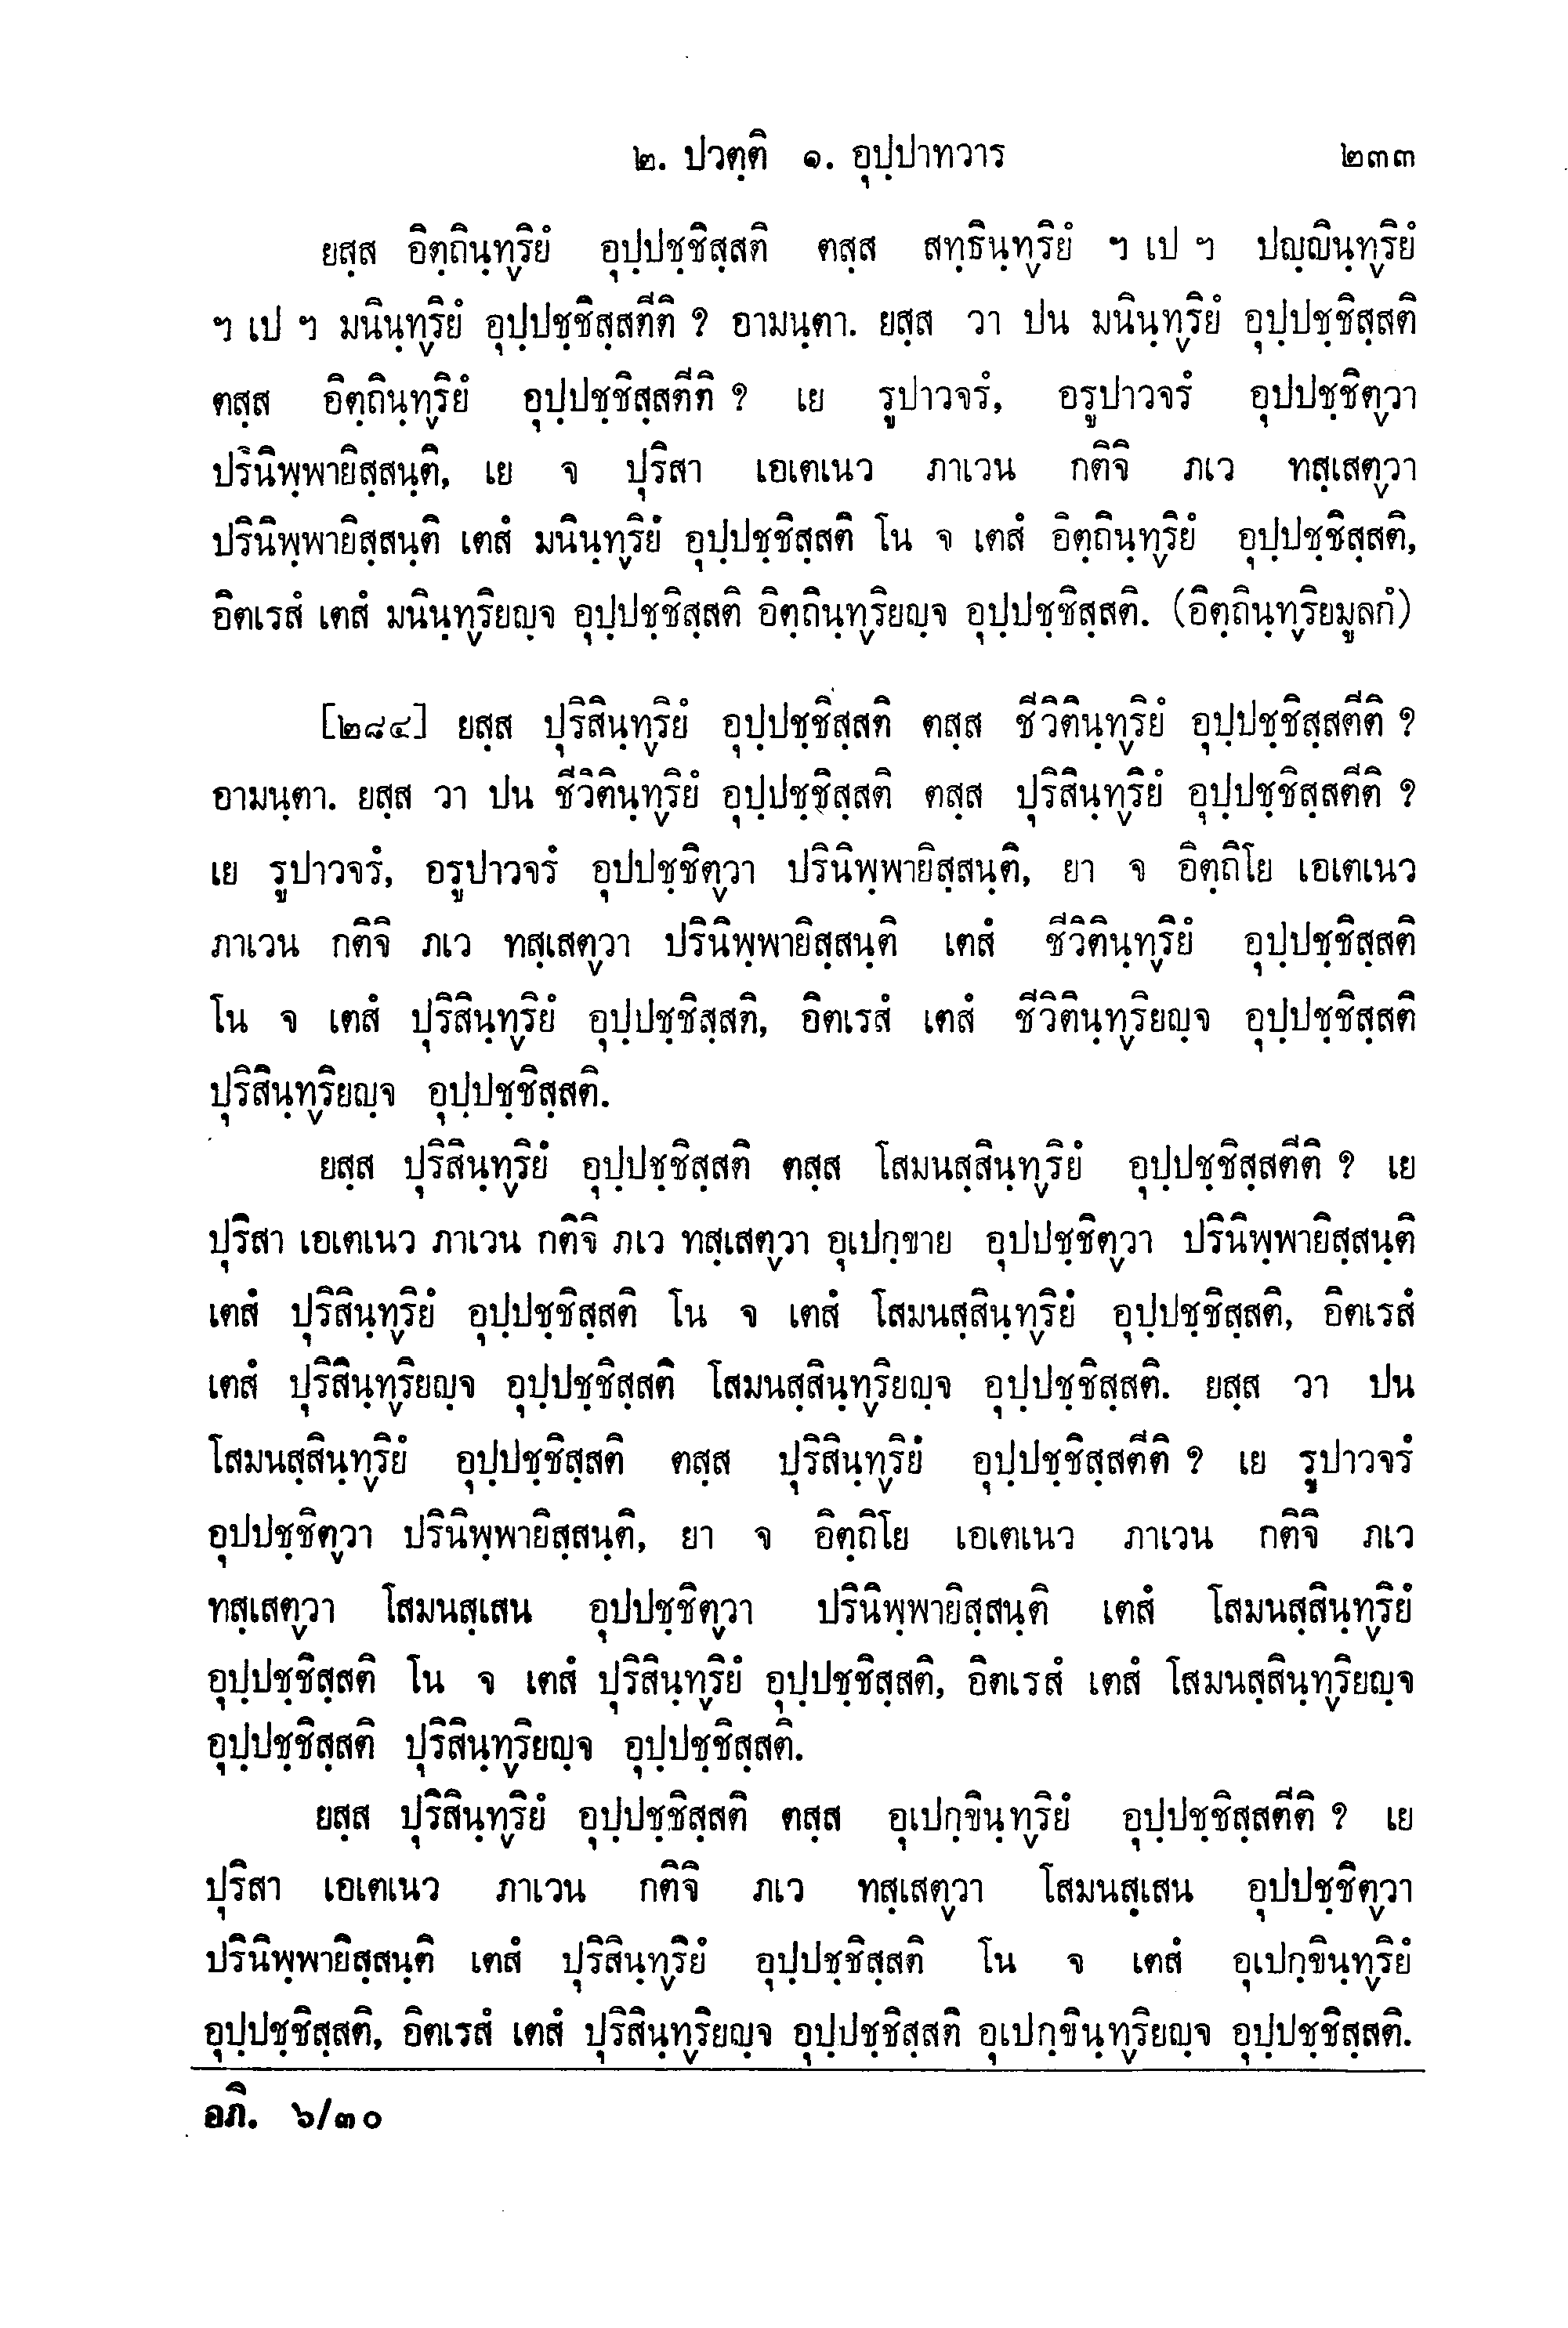 ๒. ปวตฺติ ๑. อุปฺปาทวาร ๒๓๓
ยสฺส อิตฺถินฺทฺริยํ อุปฺปชฺชิสฺสติ ตสฺส สทฺธินฺทฺริยํ ฯ เป ฯ ปญฺญินฺทฺริยํ
ฯ เป ฯ มนินฺทฺริยํ อุปฺปชฺชิสฺสตีติ ? อามนฺตา. ยสฺส วา ปน มนินฺทฺริยํ อุปฺปชฺชิสฺสติ
ตสฺส อิตฺถินฺทฺริยํ อุปฺปชฺชิสฺสตีติ ? เย รูปาวจรํ, อรูปาวจรํ อุปปชฺชิตฺวา
ปรินิพฺพายิสฺสนฺติ, เย จ ปุริสา เอเตเนว ภาเวน กติจิ ภเว ทสฺเสตฺวา
ปรินิพฺพายิสฺสนฺติ เตสํ มนินฺทฺริยํ อุปฺปชฺชิสฺสติ โน จ เตสํ อิตฺถินฺทฺริยํ อุปฺปชฺชิสฺสติ,
อิตเรสํ เตสํ มนินฺทฺริยญฺจ อุปฺปชฺชิสฺสติ อิตฺถินฺทฺริยญฺจ อุปฺปชฺชิสฺสติ. (อิตฺถินฺทฺริยมูลกํ)
[๒๘๔] ยสฺส ปุริสินฺทฺริยํ อุปฺปชฺชิสฺสติ ตสฺส ชีวิตินฺทฺริยํ อุปฺปชฺชิสฺสตีติ ?
อามนฺตา. ยสฺส วา ปน ชีวิตินฺทฺริยํ อุปฺปชฺชิสฺสติ ตสฺส ปุริสินฺทฺริยํ อุปฺปชฺชิสฺสตีติ ?
เย รูปาวจรํ, อรูปาวจรํ อุปปชฺชิตฺวา ปรินิพฺพายิสฺสนฺติ, ยา จ อิตฺถิโย เอเตเนว
ภาเวน กติจิ ภเว ทสฺเสตฺวา ปรินิพฺพายิสฺสนฺติ เตสํ ชีวิตินฺทฺริยํ อุปฺปชฺชิสฺสติ
โน จ เตสํ ปุริสินฺทฺริยํ อุปฺปชฺชิสฺสติ, อิตเรสํ เตสํ ชีวิตินฺทฺริยญฺจ อุปฺปชฺชิสฺสติ
ปุริสินฺทฺริยญฺจ อุปฺปชฺชิสฺสติ.
ยสฺส ปุริสินฺทฺริยํ อุปฺปชฺชิสฺสติ ตสฺส โสมนสฺสินฺทฺริยํ อุปฺปชฺชิสฺสตีติ ? เย
ปุริสา เอเตเนว ภาเวน กติจิ ภเว ทสฺเสตฺวา อุเปกฺขาย อุปปชฺชิตฺวา ปรินิพฺพายิสฺสนฺติ
เตสํ ปุริสินฺทฺริยํ อุปฺปชฺชิสฺสติ โน จ เตสํ โสมนสฺสินฺทฺริยํ อุปฺปชฺชิสฺสติ, อิตเรสํ
เตสํ ปุริสินฺทฺริยญฺจ อุปฺปชฺชิสฺสติ โสมนสฺสินฺทฺริยญฺจ อุปฺปชฺชิสฺสติ. ยสฺส วา ปน
โสมนสฺสินฺทฺริยํ อุปฺปชฺชิสฺสติ ตสฺส ปุริสินฺทฺริยํ อุปฺปชฺชิสฺสตีติ ? เย รูปาวจรํ
อุปปชฺชิตฺวา ปรินิพฺพายิสฺสนฺติ, ยา จ อิตฺถิโย เอเตเนว ภาเวน กติจิ ภเว
ทสฺเสตฺวา โสมนสฺเสน อุปปชฺชิตฺวา ปรินิพฺพายิสฺสนฺติ เตสํ โสมนสฺสินฺทฺริยํ
อุปฺปชฺชิสฺสติ โน จ เตสํ ปุริสินฺทฺริยํ อุปฺปชฺชิสฺสติ, อิตเรสํ เตสํ โสมนสฺสินฺทฺริยญฺจ
อุปฺปชฺชิสฺสติ ปุริสินฺทฺริยญฺจ อุปฺปชฺชิสฺสติ.
ยสฺส ปุริสินฺทฺริยํ อุปฺปชฺชิสฺสติ ตสฺส อุเปกฺขินฺทฺริยํ อุปฺปชฺชิสฺสตีติ ? เย
ปุริสา เอเตเนว ภาเวน กติจิ ภเว ทสฺเสตฺวา โสมนสฺเสน อุปปชฺชิตฺวา
ปรินิพฺพายิสฺสนฺติ เตสํ ปุริสินฺทฺริยํ อุปฺปชฺชิสฺสติ โน จ เตสํ อุเปกฺขินฺทฺริยํ
อุปฺปชฺชิสฺสติ, อิตเรสํ เตสํ ปุริสินฺทฺริยญฺจ อุปฺปชฺชิสฺสติ อุเปกฺขินฺทฺริยญฺจ อุปฺปชฺชิสฺสติ.
อภิ. ๖/๓๐